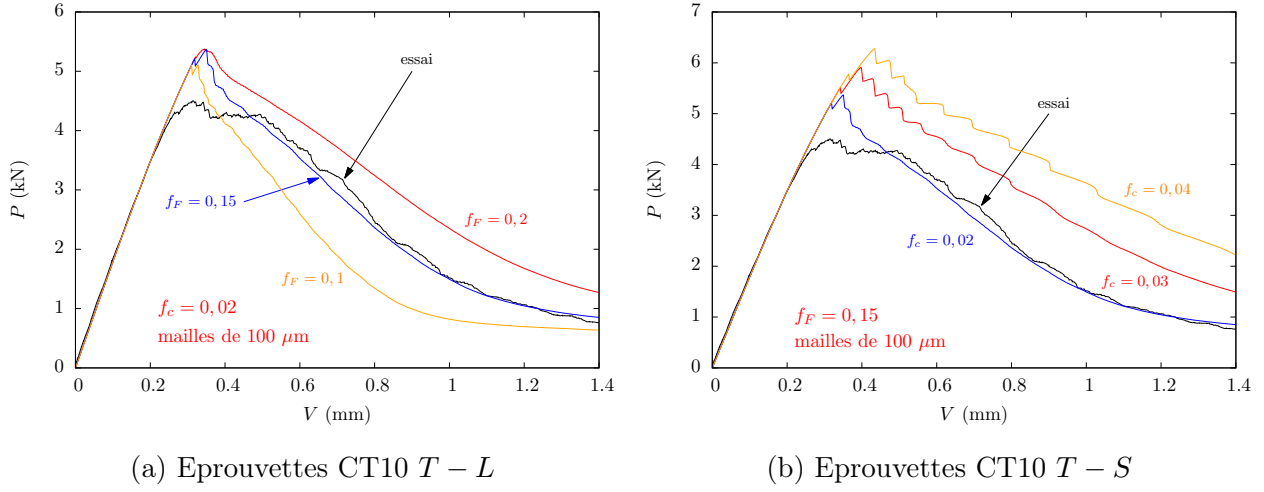 6
5
4
3
2
1
0
P (kN)
0
0.2
0.4
0.6
0.8
1
1.2
1.4
V (mm)
essai
f_F = 0, 15
f_F = 0, 2
f_F = 0, 1
f_c = 0, 02
mailles de 100 μm
(a) Eprouvettes CT10 T − L
7
6
5
4
3
2
1
0
P (kN)
0
0.2
0.4
0.6
0.8
1
1.2
1.4
V (mm)
essai
f_c = 0, 04
f_c = 0, 02
f_c = 0, 03
f_F = 0, 15
mailles de 100 μm
(b) Eprouvettes CT10 T − S